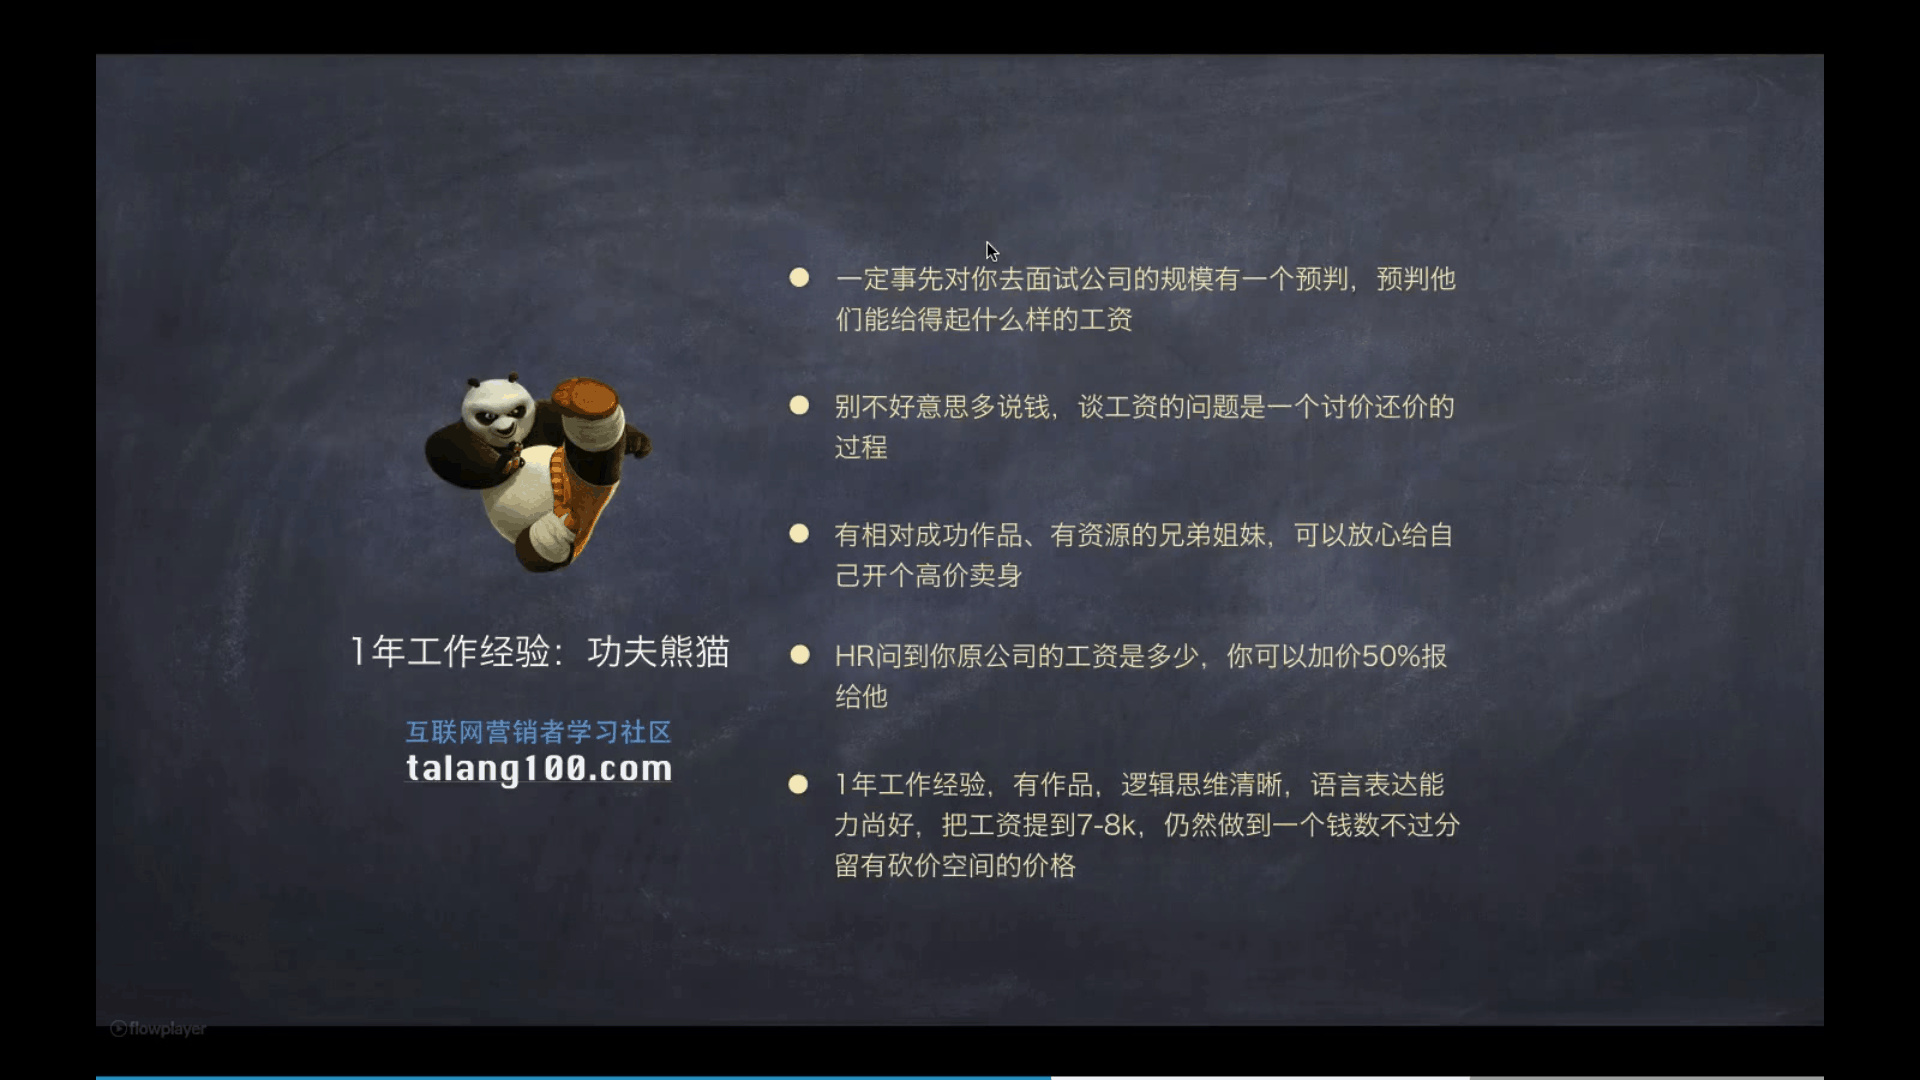 一定事先对你去面试公司的规模有一个预判，预判他
们能给得起什么样的工资
别不好意思多说钱，谈工资的问题是一个讨价还价的
过程
有相对成功作品、有资源的兄弟姐妹，可以放心给自
己开个高价卖身
1年工作经验：功夫熊猫
HR问到你原公司的工资是多少，你可以加价50%报
给他
互联网营销者学习社区
talang100.com
1年工作经验，有作品，逻辑思维清晰，语言表达能
力尚好，把工资提到7-8k，仍然做到一个钱数不过分
留有砍价空间的价格
flowplayer